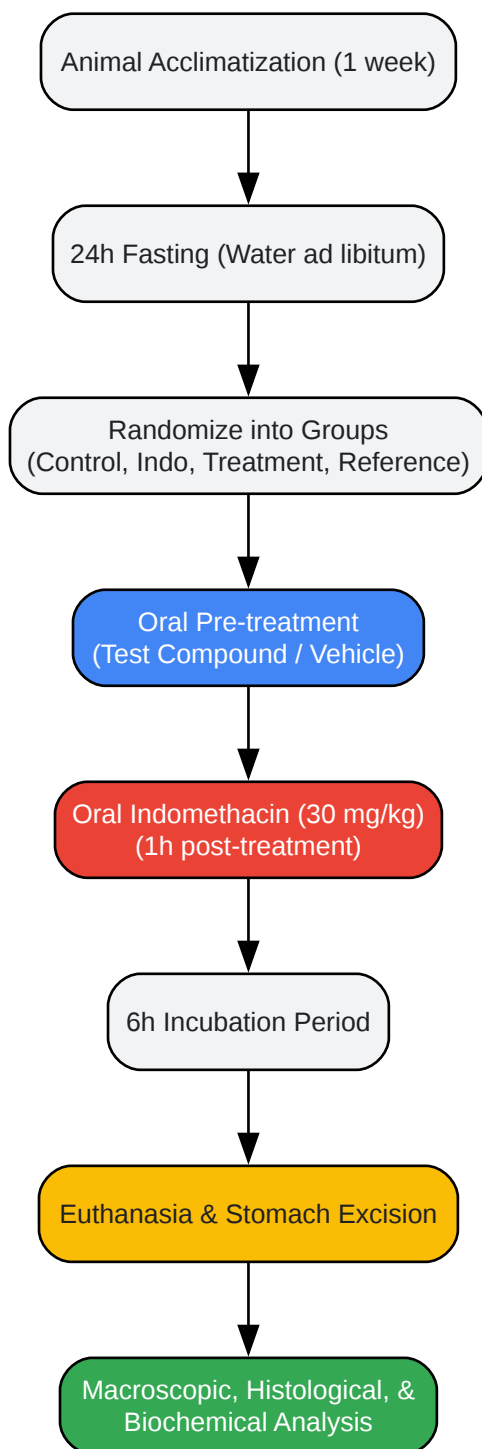 Animal Acclimatization (1 week)
24h Fasting (Water ad libitum)
Randomize into Groups
(Control, Indo, Treatment, Reference)
Oral Pre-treatment
(Test Compound / Vehicle)
Oral Indomethacin (30 mg/kg)
(1h post-treatment)
6h Incubation Period
Euthanasia & Stomach Excision
Macroscopic, Histological, &
Biochemical Analysis